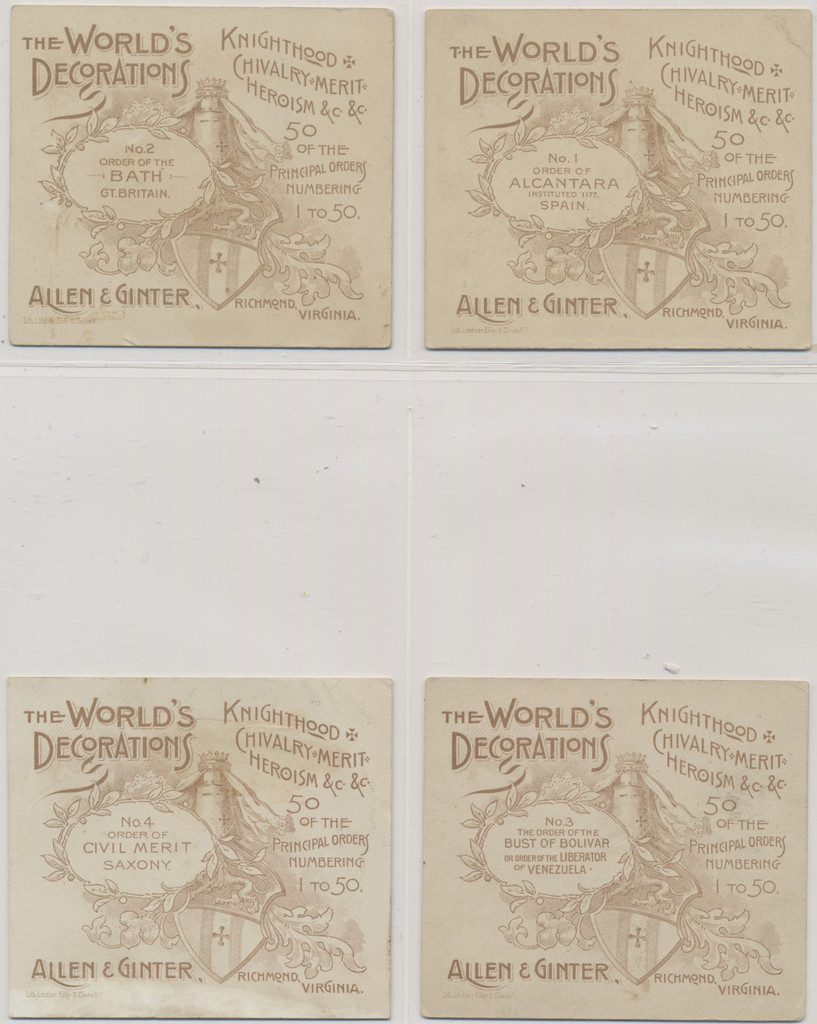 THE WORLD'S
DECORATIONS
KNIGHTHOOD
CHIVALRY MERIT
HEROISM &c. &c.
50
OF THE
PRINCIPAL ORDERS
NUMBERING
1 TO 50.
No. 2
ORDER OF THE
BATH
GT. BRITAIN.
ALLEN & GINTER,
RICHMOND,
VIRGINIA.
THE WORLD'S
DECORATIONS
KNIGHTHOOD
CHIVALRY MERIT
HEROISM &c. &c.
50
OF THE
PRINCIPAL ORDERS
NUMBERING
1 TO 50.
No. 1
ORDER OF
ALCANTARA
INSTITUTED 1177.
SPAIN.
ALLEN & GINTER,
RICHMOND,
VIRGINIA.
THE WORLD'S
DECORATIONS
KNIGHTHOOD
CHIVALRY MERIT
HEROISM &c. &c.
50
OF THE
PRINCIPAL ORDERS
NUMBERING
1 TO 50.
No. 4
ORDER OF
CIVIL MERIT
SAXONY.
ALLEN & GINTER,
RICHMOND,
VIRGINIA.
THE WORLD'S
DECORATIONS
KNIGHTHOOD
CHIVALRY MERIT
HEROISM &c. &c.
50
OF THE
PRINCIPAL ORDERS
NUMBERING
1 TO 50.
No. 3
THE ORDER OF THE
BUST OF BOLIVAR
OR ORDER OF THE LIBERATOR
OF VENEZUELA.
ALLEN & GINTER,
RICHMOND,
VIRGINIA.